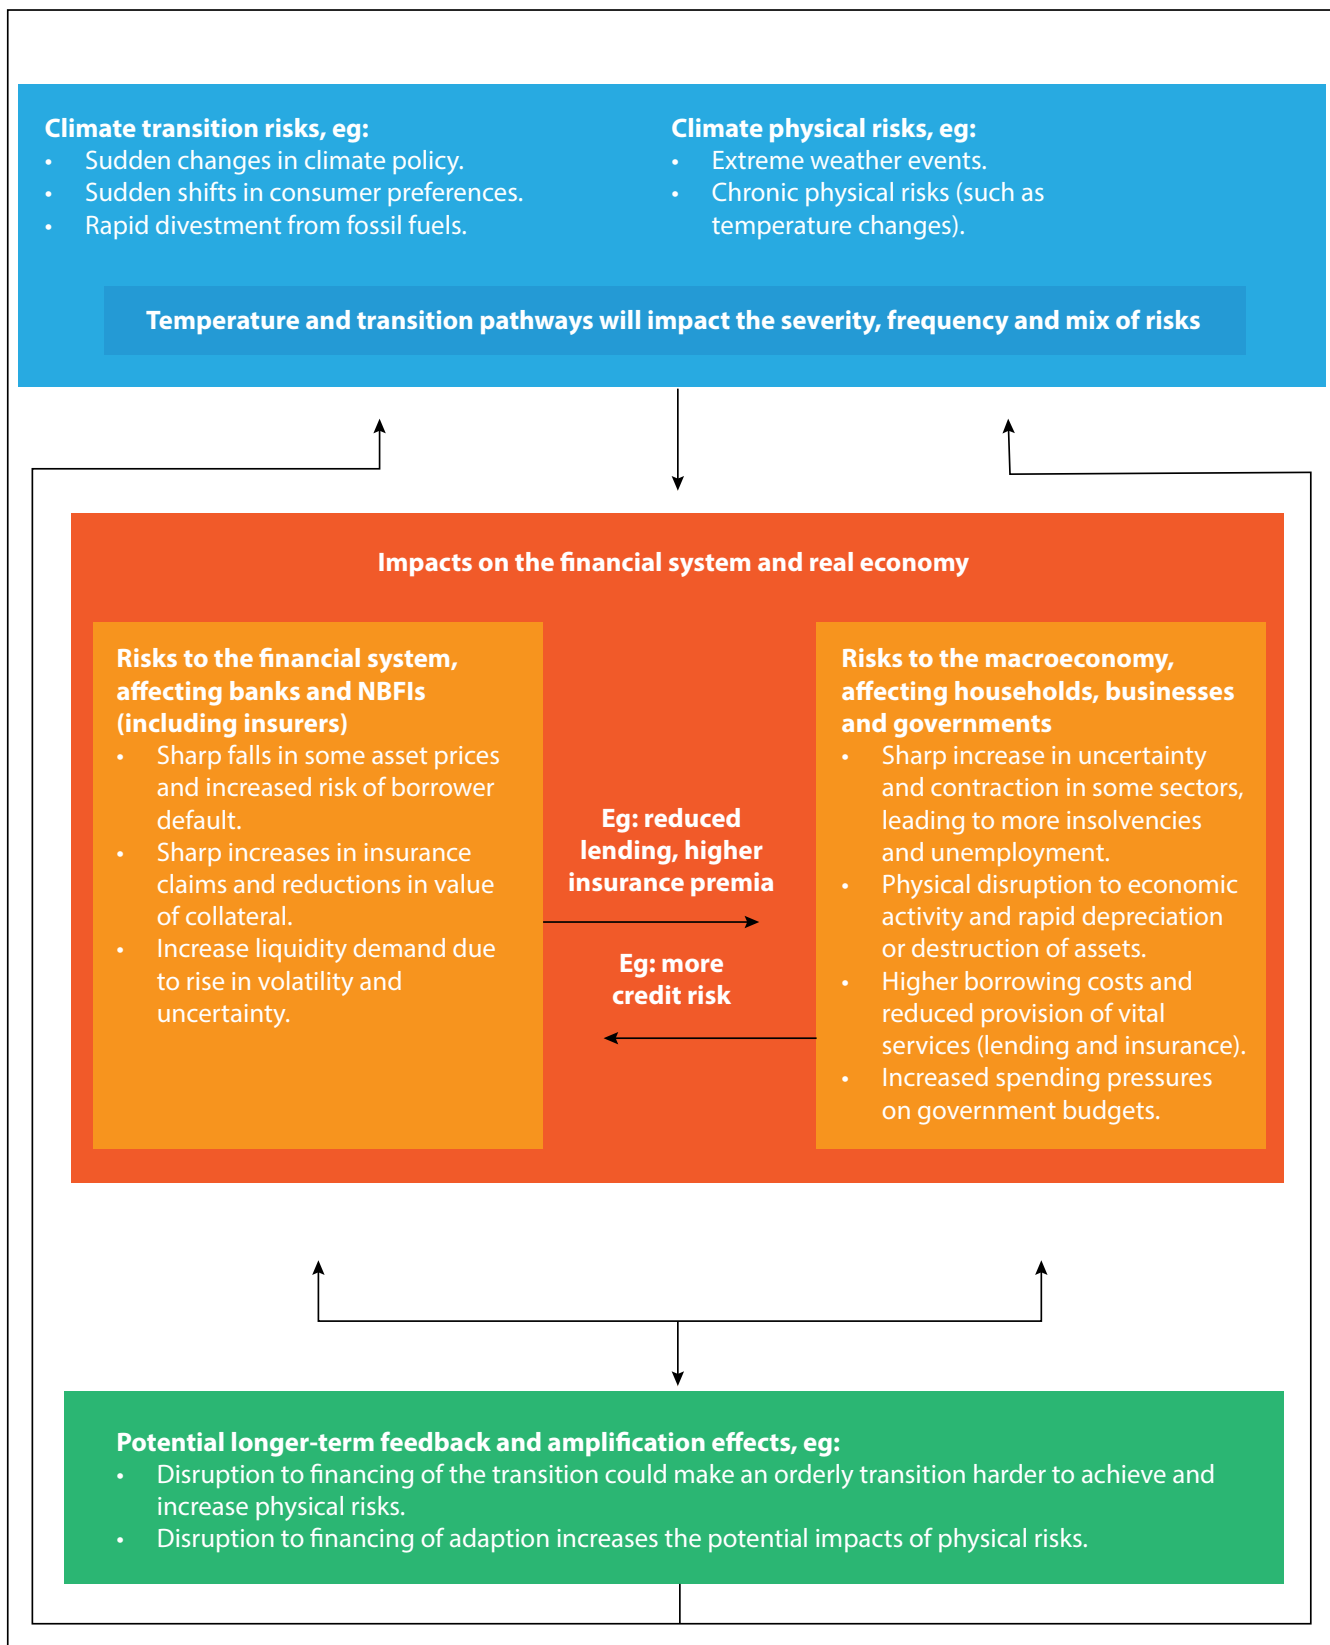 Climate transition risks, eg:
• Sudden changes in climate policy.
• Sudden shifts in consumer preferences.
• Rapid divestment from fossil fuels.
Climate physical risks, eg:
• Extreme weather events.
• Chronic physical risks (such as
temperature changes).
Temperature and transition pathways will impact the severity, frequency and mix of risks
Impacts on the financial system and real economy
Risks to the financial system,
affecting banks and NBFIs
(including insurers)
• Sharp falls in some asset prices
and increased risk of borrower
default.
• Sharp increases in insurance
claims and reductions in value
of collateral.
• Increase liquidity demand due
to rise in volatility and
uncertainty.
Eg: reduced
lending, higher
insurance premia
Eg: more
credit risk
Risks to the macroeconomy,
affecting households, businesses
and governments
• Sharp increase in uncertainty
and contraction in some sectors,
leading to more insolvencies
and unemployment.
• Physical disruption to economic
activity and rapid depreciation
or destruction of assets.
• Higher borrowing costs and
reduced provision of vital
services (lending and insurance).
• Increased spending pressures
on government budgets.
Potential longer-term feedback and amplification effects, eg:
• Disruption to financing of the transition could make an orderly transition harder to achieve and
increase physical risks.
• Disruption to financing of adaption increases the potential impacts of physical risks.